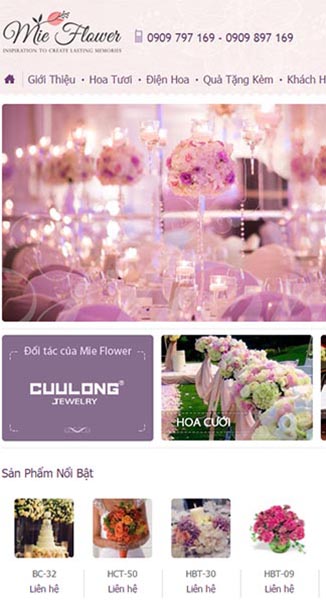 Mie Flower
INSPIRATION TO CREATE LASTING MEMORIES
0909 797 169 - 0909 897 169
Giới Thiệu • Hoa Tươi • Điện Hoa • Quà Tặng Kèm • Khách H
Đối tác của Mie Flower
CUULONG®
JEWELRY
HOA CƯỚI
Sản Phẩm Nổi Bật
BC-32 HCT-50 HBT-30 HBT-09
Liên hệ Liên hệ Liên hệ Liên hệ